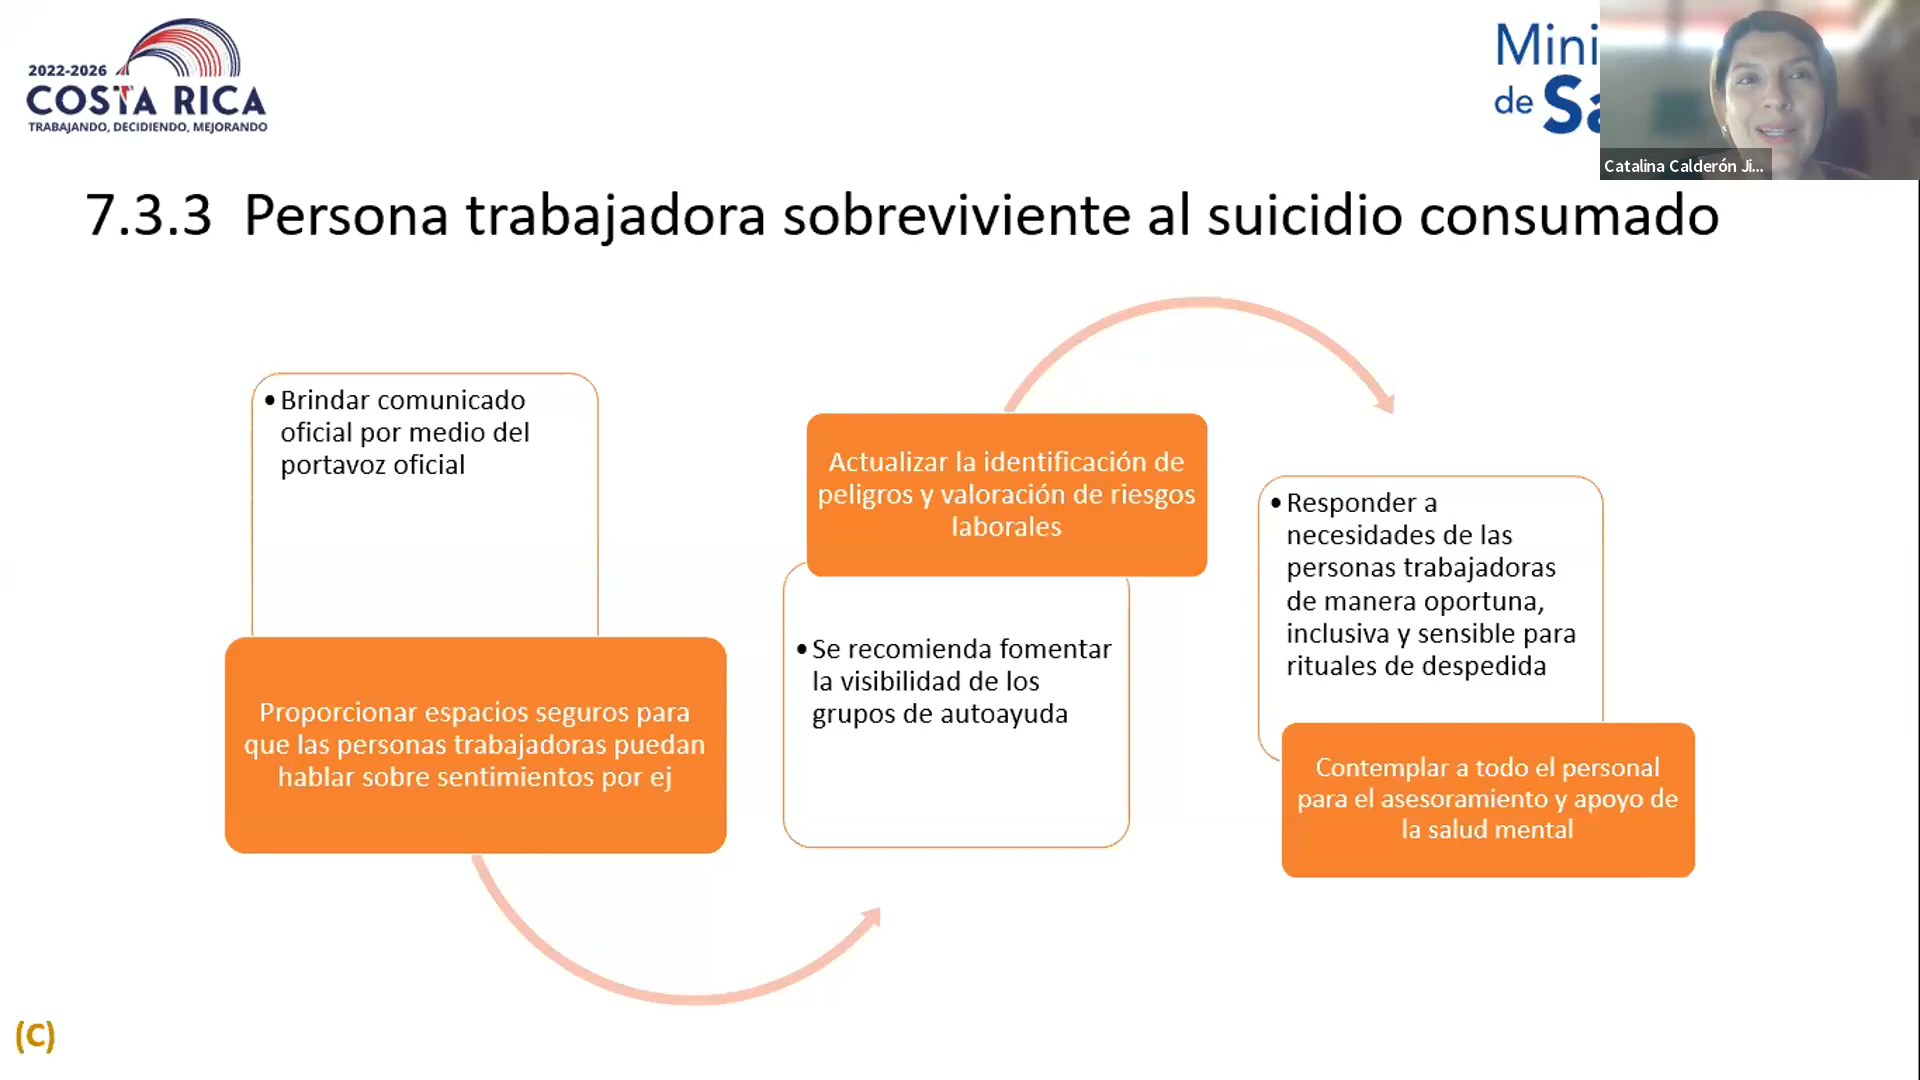 2022-2026
COSTA RICA
TRABAJANDO, DECIDIENDO, MEJORANDO
Catalina Calderón Ji...
7.3.3 Persona trabajadora sobreviviente al suicidio consumado
• Brindar comunicado
oficial por medio del
portavoz oficial
Proporcionar espacios seguros para
que las personas trabajadoras puedan
hablar sobre sentimientos por ej
Actualizar la identificación de
peligros y valoración de riesgos
laborales
• Se recomienda fomentar
la visibilidad de los
grupos de autoayuda
• Responder a
necesidades de las
personas trabajadoras
de manera oportuna,
inclusiva y sensible para
rituales de despedida
Contemplar a todo el personal
para el asesoramiento y apoyo de
la salud mental
Mini
de Sa
(C)